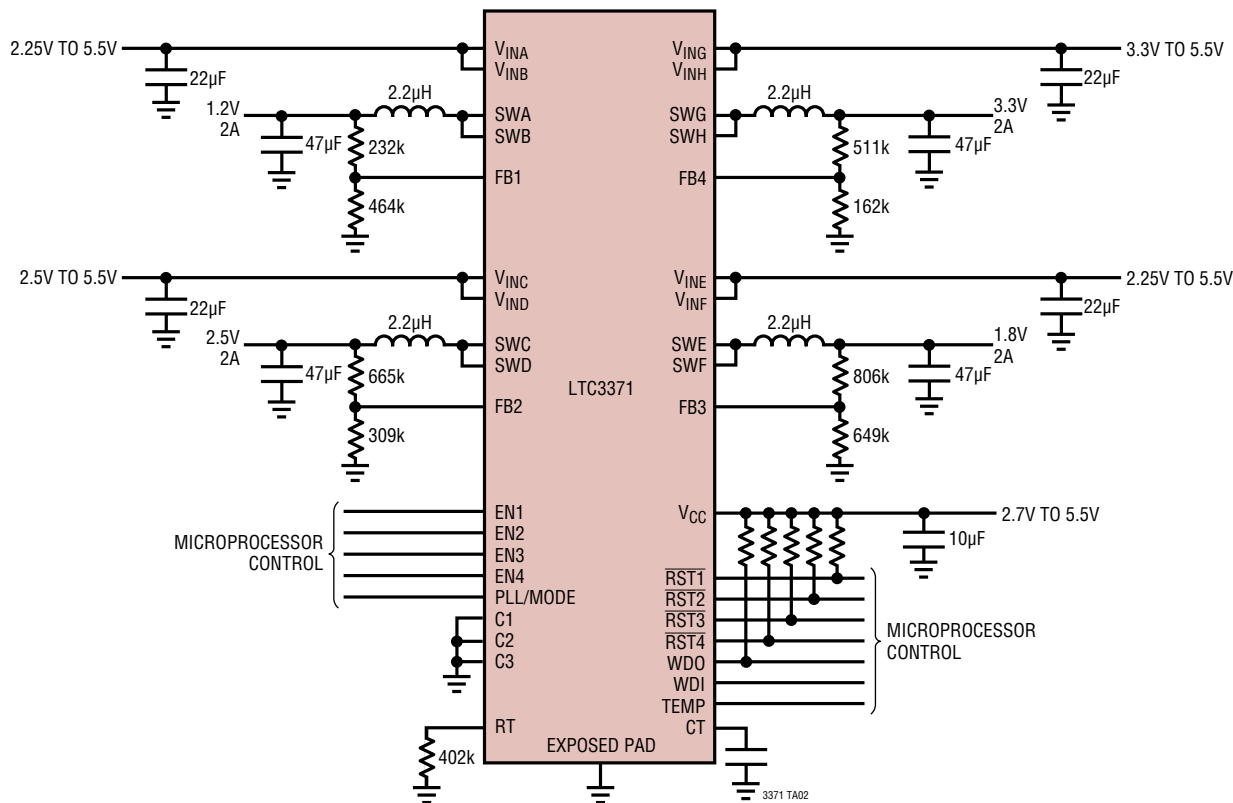 2.25V TO 5.5V
22µF
VINA
VINB
1.2V
2A
47µF
2.2µH
SWA
SWB
232k
FB1
464k
2.5V TO 5.5V
22µF
VINC
VIND
2.5V
2A
47µF
2.2µH
SWC
SWD
665k
FB2
309k
MICROPROCESSOR
CONTROL
EN1
EN2
EN3
EN4
PLL/MODE
C1
C2
C3
RT
402k
LTC3371
EXPOSED PAD
VING
VINH
3.3V TO 5.5V
22µF
SWG
SWH
2.2µH
3.3V
2A
47µF
511k
FB4
162k
VINE
VINF
2.25V TO 5.5V
22µF
SWE
SWF
2.2µH
1.8V
2A
47µF
806k
FB3
649k
VCC
2.7V TO 5.5V
10µF
RST1
RST2
RST3
RST4
WDO
WDI
TEMP
MICROPROCESSOR
CONTROL
CT
3371 TA02